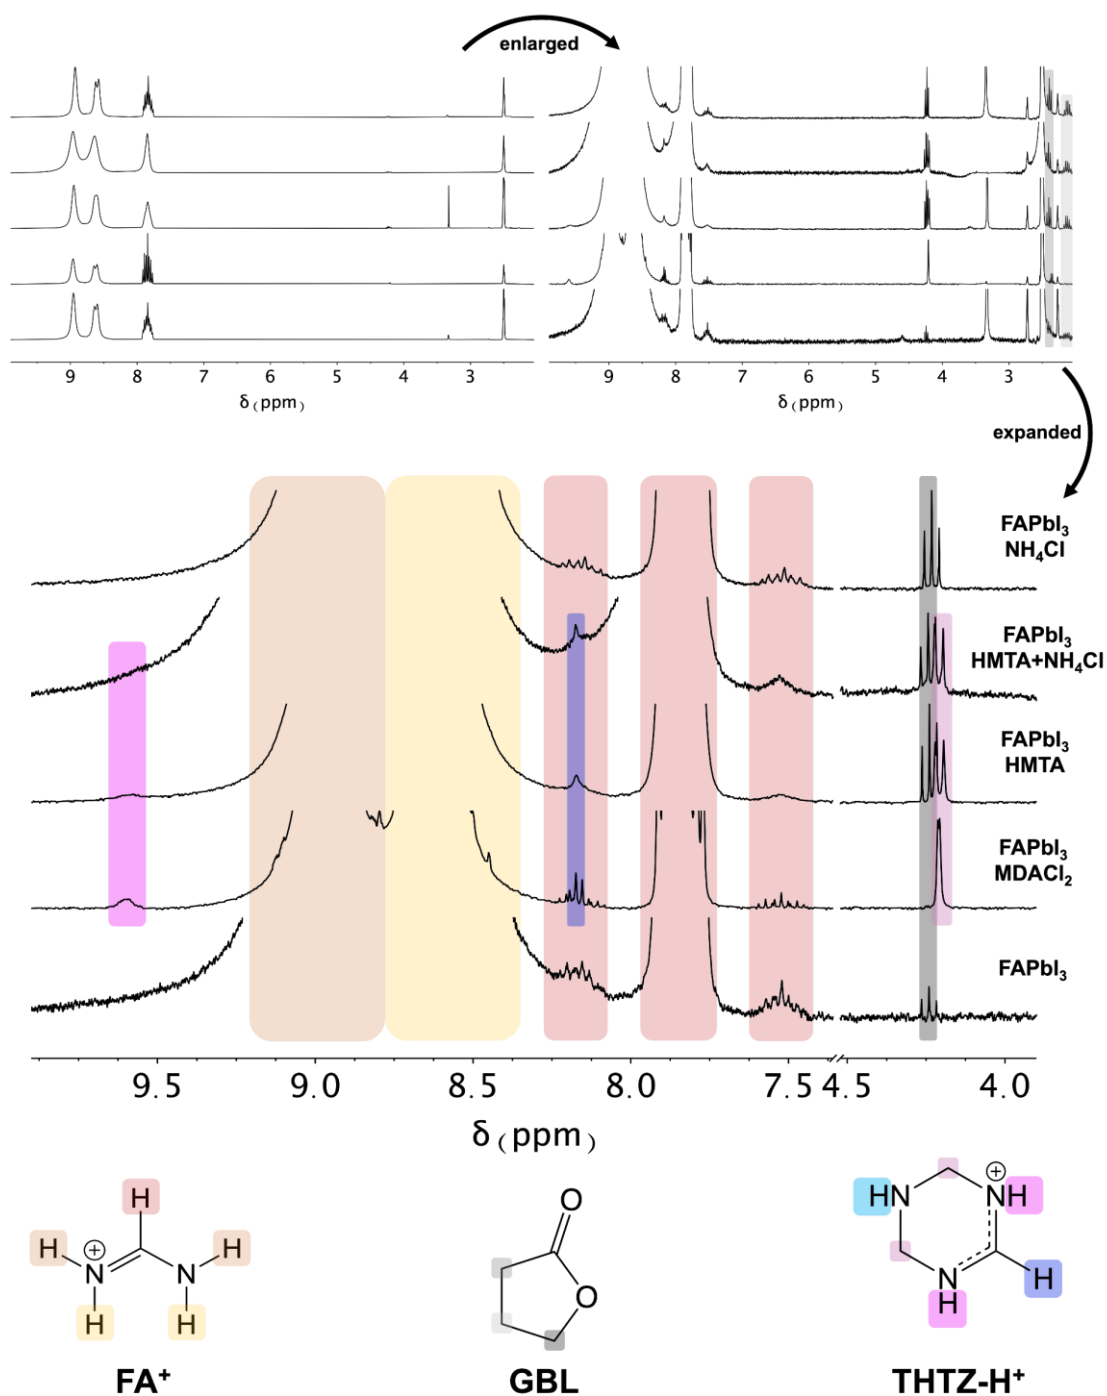 enlarged
9 8 7 6 5 4 3
δ (ppm)
9 8 7 6 5 4 3
δ (ppm)
expanded
FAPbI₃
NH₄Cl
FAPbI₃
HMTA+NH₄Cl
FAPbI₃
HMTA
FAPbI₃
MDACl₂
FAPbI₃
9.5 9.0 8.5 8.0 7.5 4.5 4.0
δ (ppm)
H
H
N
+
N
H
H
H
FA⁺
O
O
GBL
HN
+
NH
N
H
H
THTZ-H⁺